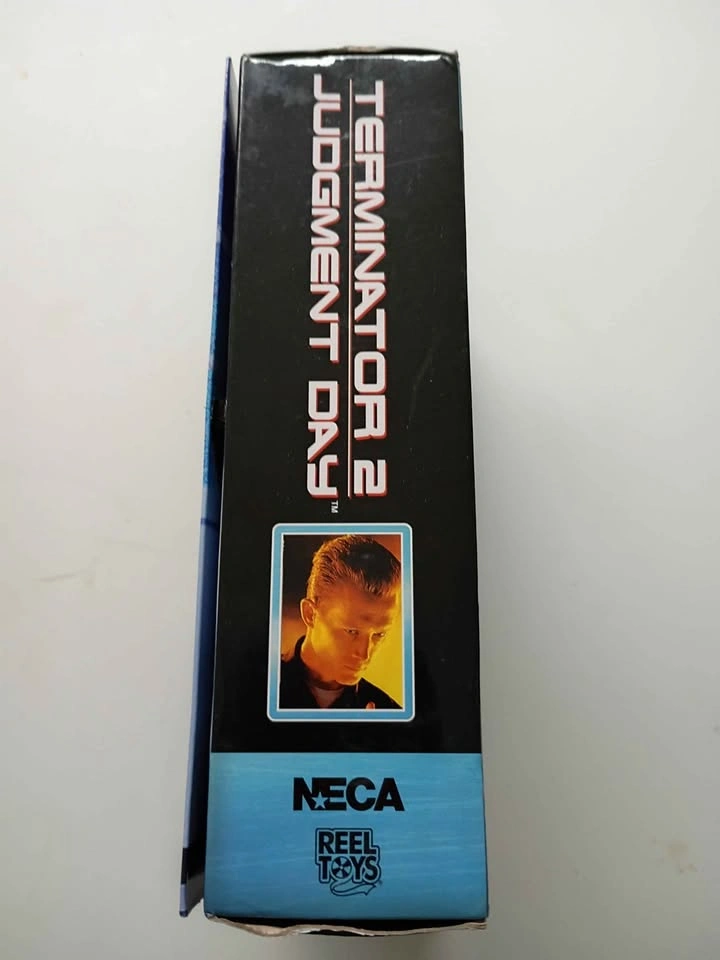 TERMINATOR 2
JUDGMENT DAY™
NECA
REEL
TOYS®